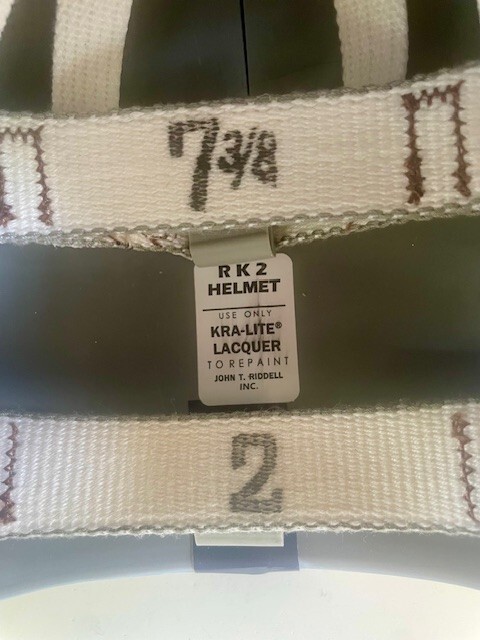 7 3/8
RK2
HELMET
USE ONLY
KRA-LITE®
LACQUER
TO REPAINT
JOHN T. RIDDELL
INC.
2